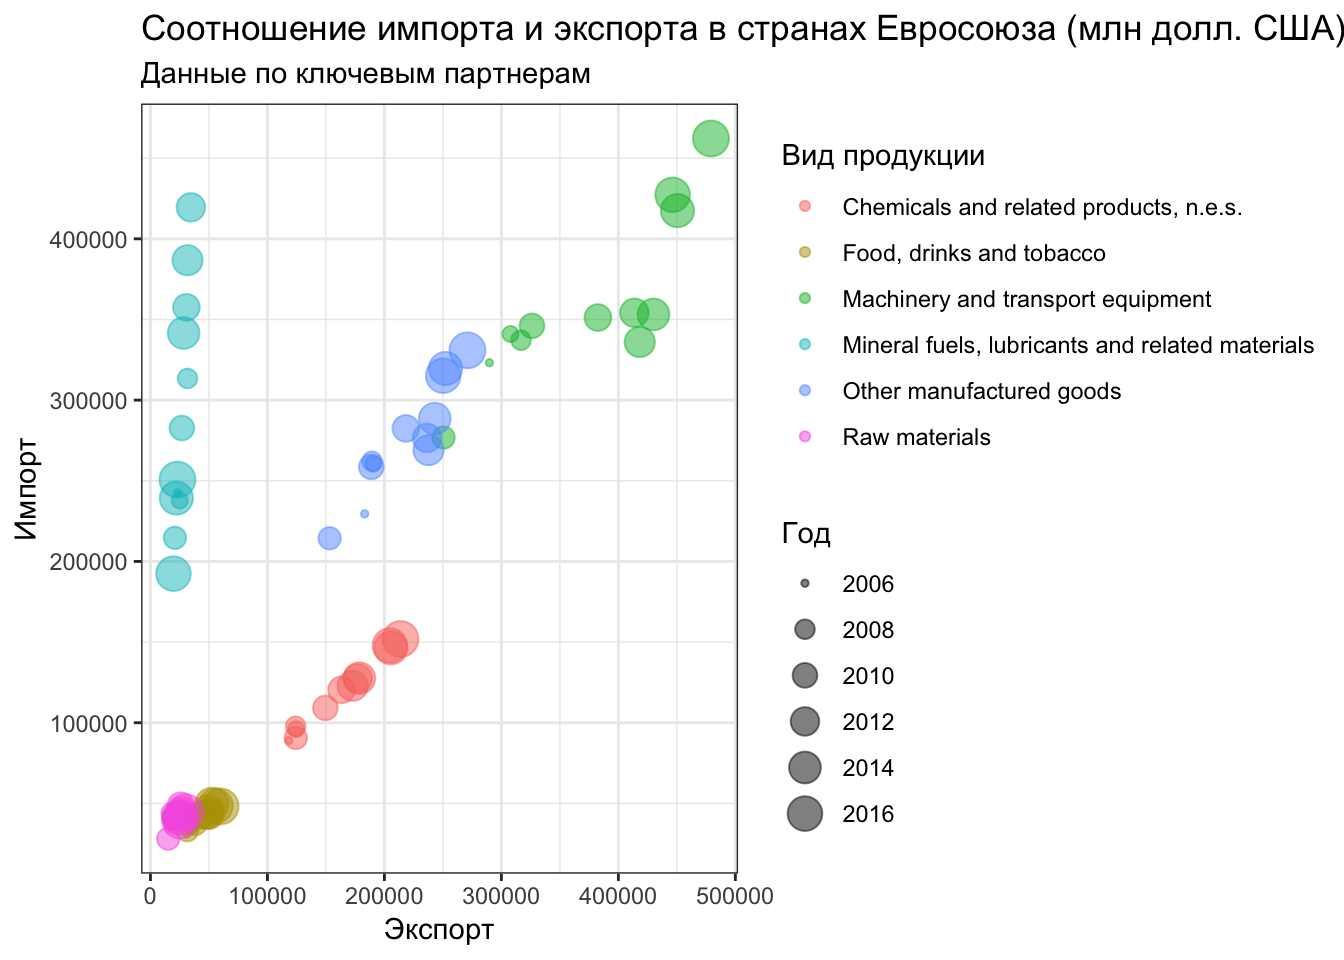 Соотношение импорта и экспорта в странах Евросоюза (млн долл. США)
Данные по ключевым партнерам
Импорт
400000
300000
200000
100000
0 100000 200000 300000 400000 500000
Экспорт
Вид продукции
Chemicals and related products, n.e.s.
Food, drinks and tobacco
Machinery and transport equipment
Mineral fuels, lubricants and related materials
Other manufactured goods
Raw materials
Год
2006
2008
2010
2012
2014
2016